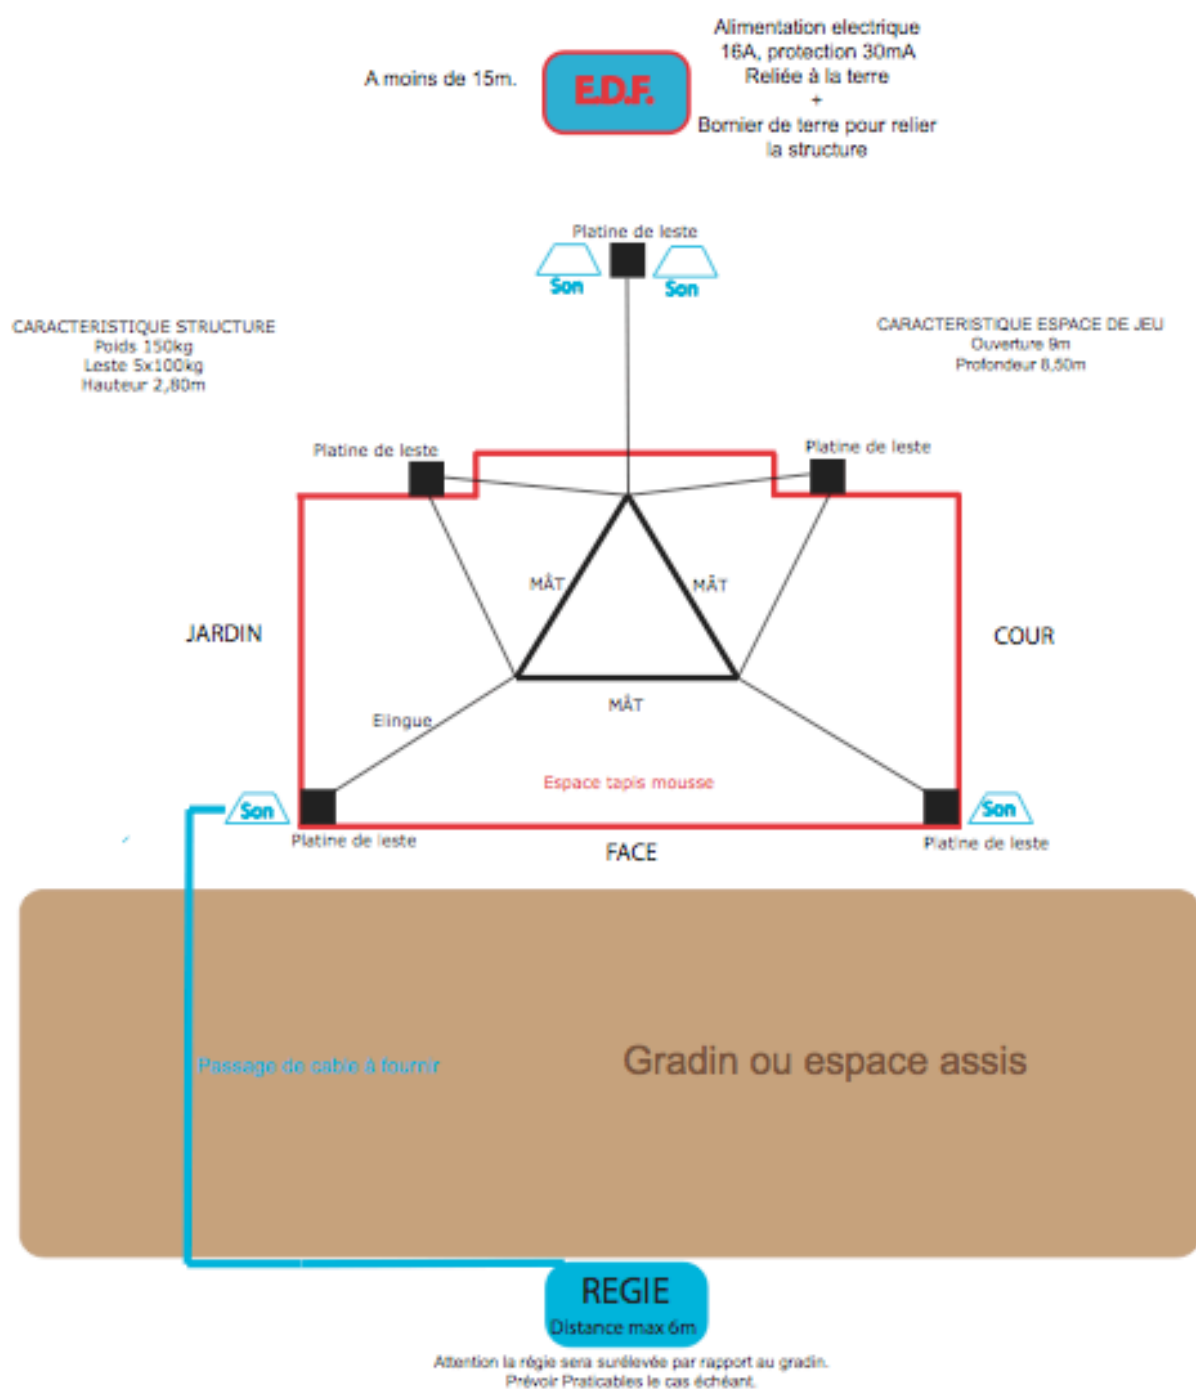 Alimentation electrique
16A, protection 30mA
Reliée à la terre
+
Bornier de terre pour relier
la structure
A moins de 15m.
E.D.F.
Platine de leste
Son
Son
CARACTERISTIQUE STRUCTURE
Poids 150kg
Leste 5x100kg
Hauteur 2,80m
CARACTERISTIQUE ESPACE DE JEU
Ouverture 9m
Profondeur 8,50m
Platine de leste
Platine de leste
MÂT
MÂT
JARDIN
COUR
MÂT
Elingue
Espace tapis mousse
Son
Son
Platine de leste
Platine de leste
FACE
Passage de cable à fournir
Gradin ou espace assis
REGIE
Distance max 6m
Attention la régie sera surélevée par rapport au gradin.
Prévoir Praticables le cas échéant.